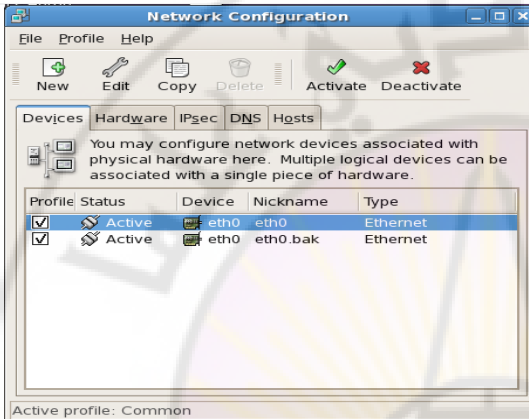 Network Configuration
File Profile Help
New Edit Copy Delete Activate Deactivate
Devices Hardware IPsec DNS Hosts
You may configure network devices associated with
physical hardware here. Multiple logical devices can be
associated with a single piece of hardware.
Profile Status Device Nickname Type
Active eth0 eth0 Ethernet
Active eth0 eth0.bak Ethernet
Active profile: Common